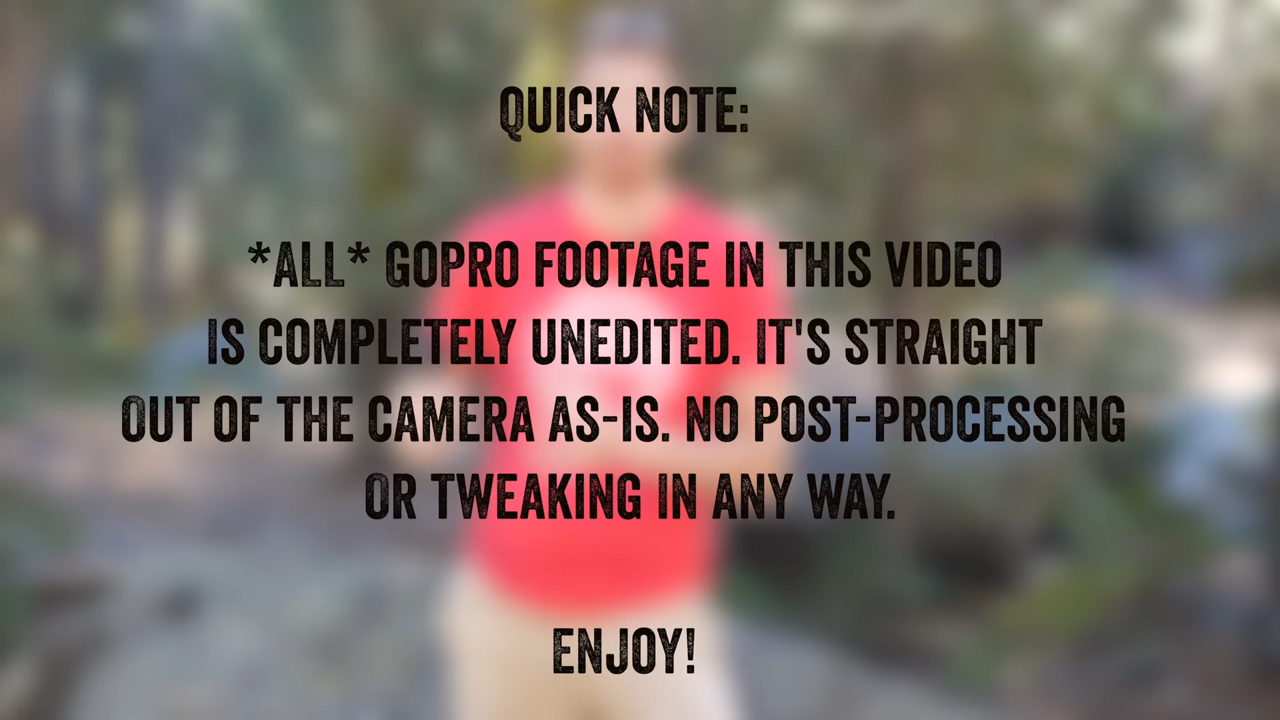 QUICK NOTE:
*ALL* GOPRO FOOTAGE IN THIS VIDEO
IS COMPLETELY UNEDITED. IT'S STRAIGHT
OUT OF THE CAMERA AS-IS. NO POST-PROCESSING
OR TWEAKING IN ANY WAY.
ENJOY!